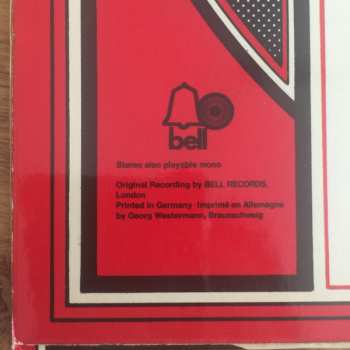 bell
Stereo also playable mono
Original Recording by BELL RECORDS,
London
Printed in Germany · Imprimé en Allemagne
by Georg Westermann, Braunschweig